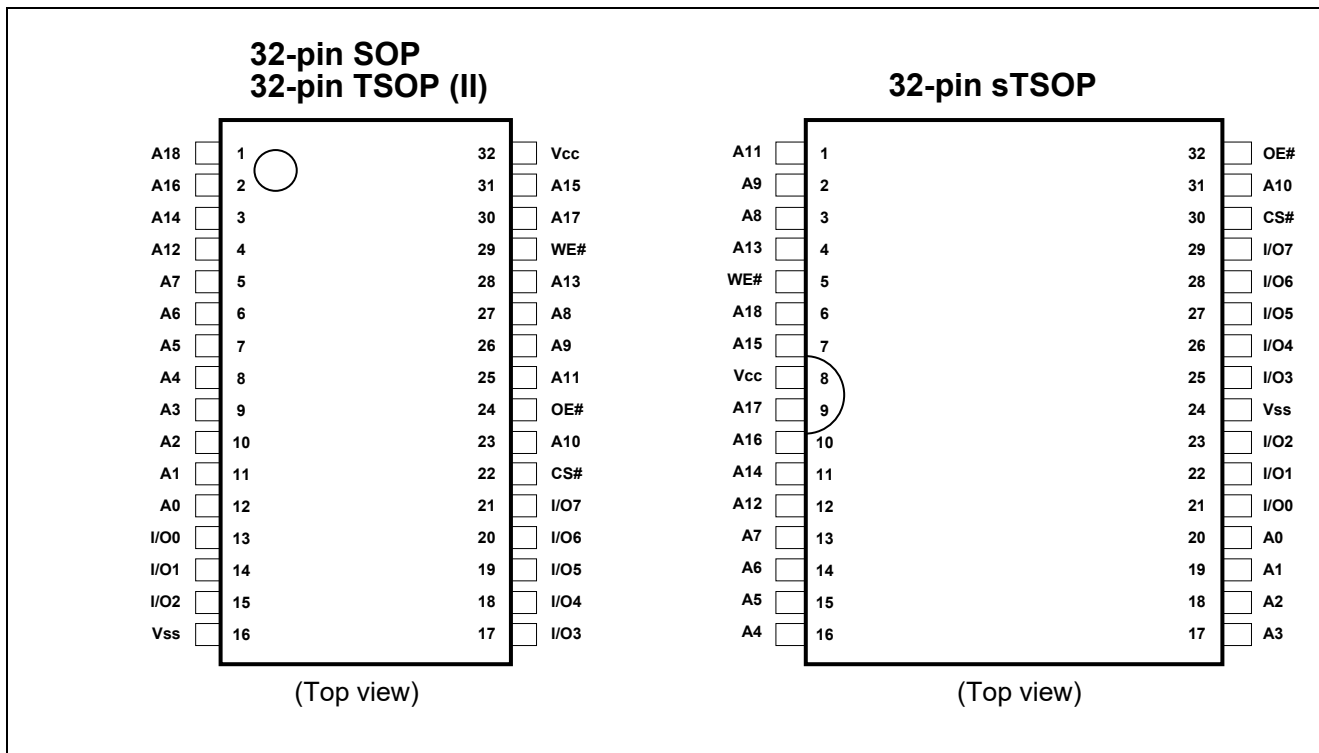 32-pin SOP
32-pin TSOP (II)
A18 1 32 Vcc
A16 2 31 A15
A14 3 30 A17
A12 4 29 WE#
A7 5 28 A13
A6 6 27 A8
A5 7 26 A9
A4 8 25 A11
A3 9 24 OE#
A2 10 23 A10
A1 11 22 CS#
A0 12 21 I/O7
I/O0 13 20 I/O6
I/O1 14 19 I/O5
I/O2 15 18 I/O4
Vss 16 17 I/O3
(Top view)
32-pin sTSOP
A11 1 32 OE#
A9 2 31 A10
A8 3 30 CS#
A13 4 29 I/O7
WE# 5 28 I/O6
A18 6 27 I/O5
A15 7 26 I/O4
Vcc 8 25 I/O3
A17 9 24 Vss
A16 10 23 I/O2
A14 11 22 I/O1
A12 12 21 I/O0
A7 13 20 A0
A6 14 19 A1
A5 15 18 A2
A4 16 17 A3
(Top view)